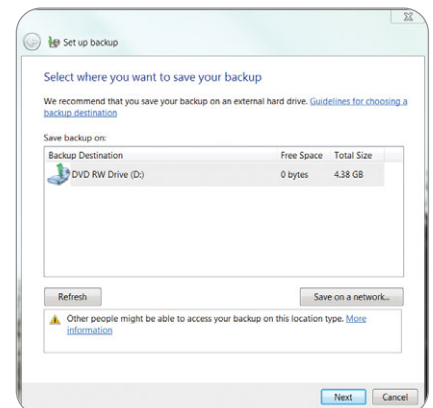 Set up backup
Select where you want to save your backup
We recommend that you save your backup on an external hard drive. Guidelines for choosing a
backup destination
Save backup on:
Backup Destination Free Space Total Size
DVD RW Drive (D:) 0 bytes 4.38 GB
Refresh Save on a network...
Other people might be able to access your backup on this location type. More
information
Next Cancel